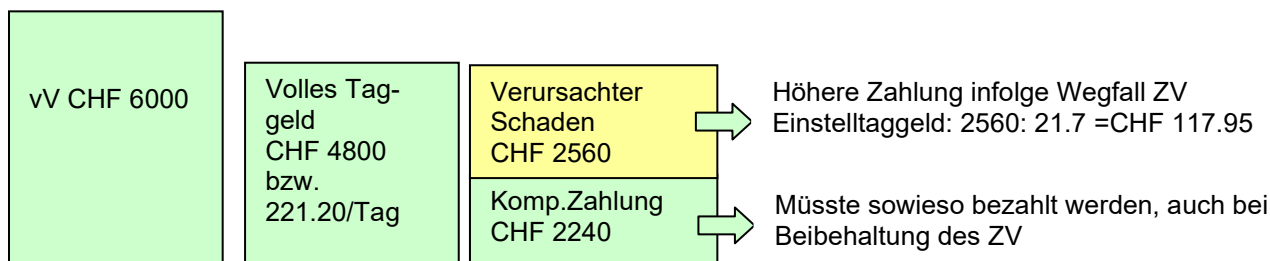 vV CHF 6000
Volles Tag-
geld
CHF 4800
bzw.
221.20/Tag
Verursachter
Schaden
CHF 2560
Komp.Zahlung
CHF 2240
Höhere Zahlung infolge Wegfall ZV
Einstelltaggeld: 2560: 21.7 =CHF 117.95
Müsste sowieso bezahlt werden, auch bei
Beibehaltung des ZV